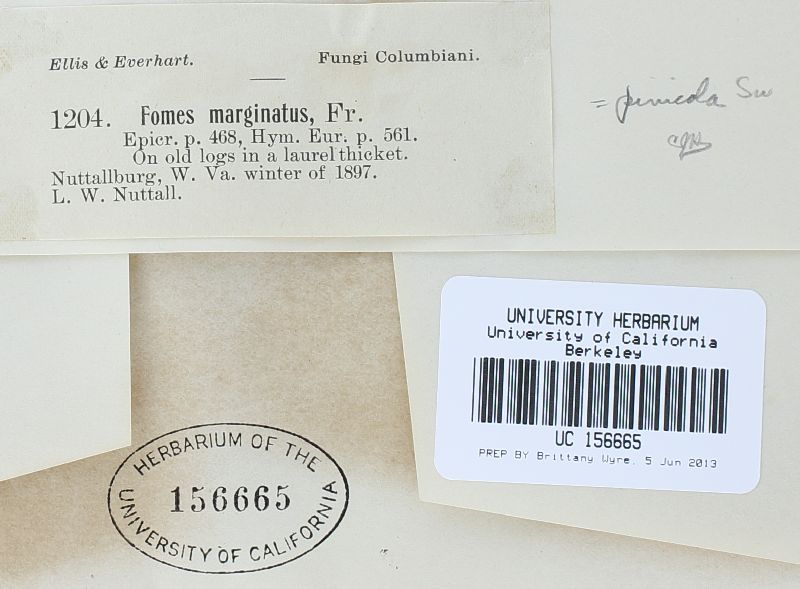 Ellis & Everhart. Fungi Columbiani.
1204. Fomes marginatus, Fr.
Epicr. p. 468, Hym. Eur. p. 561.
On old logs in a laurel thicket.
Nuttallburg, W. Va. winter of 1897.
L. W. Nuttall.
= pinicola Sw
UNIVERSITY HERBARIUM
University of California
Berkeley
UC 156665
PREP BY Brittany Wyre, 5 Jun 2013
HERBARIUM OF THE
156665
UNIVERSITY OF CALIFORNIA